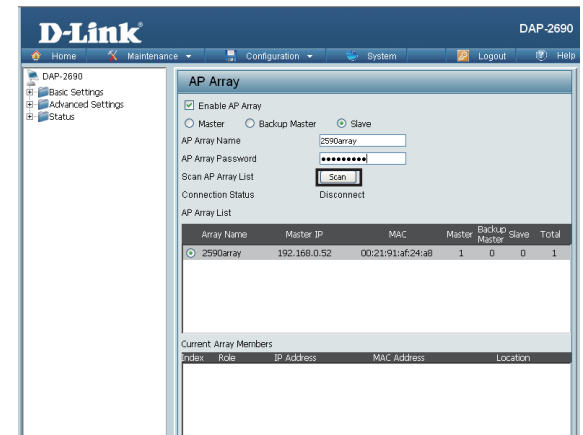 D-Link®
DAP-2690
Home Maintenance Configuration System Logout Help
DAP-2690
Basic Settings
Advanced Settings
Status
AP Array
Enable AP Array
Master Backup Master Slave
AP Array Name 2590array
AP Array Password •••••••••
Scan AP Array List Scan
Connection Status Disconnect
AP Array List
Array Name Master IP MAC Master Backup Master Slave Total
2590array 192.168.0.52 00:21:91:af:24:a8 1 0 0 1
Current Array Members
Index Role IP Address MAC Address Location